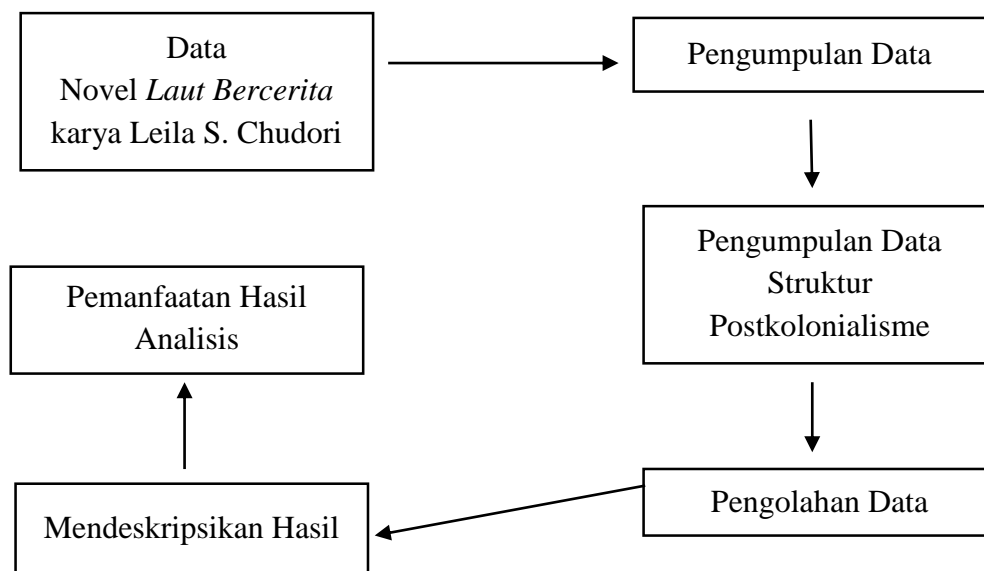 Data
Novel Laut Bercerita
karya Leila S. Chudori
Pengumpulan Data
Pengumpulan Data
Struktur
Postkolonialisme
Pengolahan Data
Mendeskripsikan Hasil
Pemanfaatan Hasil
Analisis